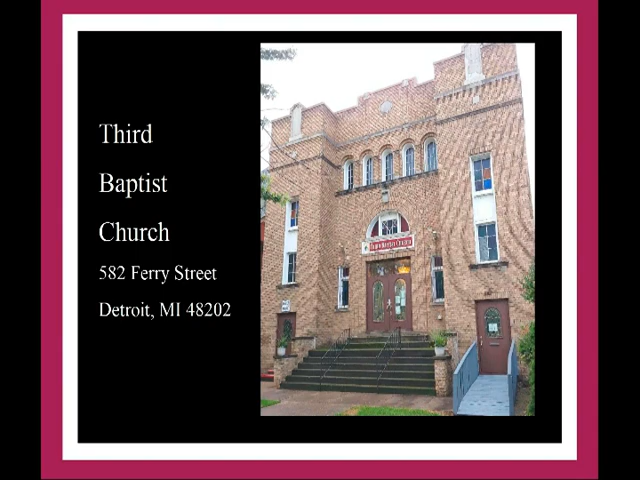 Third
Baptist
Church
582 Ferry Street
Detroit, MI 48202